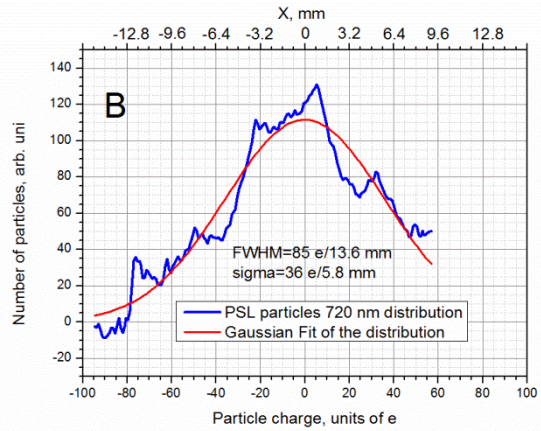 X, mm
-12.8 -9.6 -6.4 -3.2 0 3.2 6.4 9.6 12.8
Number of particles, arb. uni
140
120
100
80
60
40
20
0
-20
B
FWHM=85 e/13.6 mm
sigma=36 e/5.8 mm
PSL particles 720 nm distribution
Gaussian Fit of the distribution
-100 -80 -60 -40 -20 0 20 40 60 80 100
Particle charge, units of e